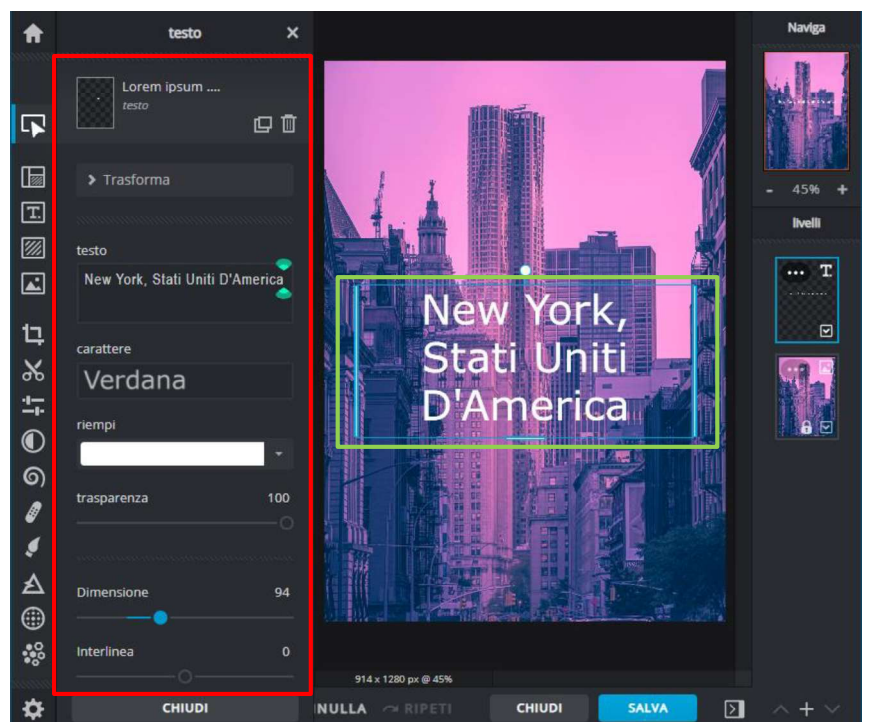 testo
Lorem ipsum ....
testo
Trasforma
testo
New York, Stati Uniti D'America
carattere
Verdana
riempi
trasparenza 100
Dimensione 94
Interlinea 0
CHIUDI
New York,
Stati Uniti
D'America
914 x 1280 px @ 45%
NNULLA RIPETI CHIUDI SALVA
Naviga
- 45% +
livelli
T